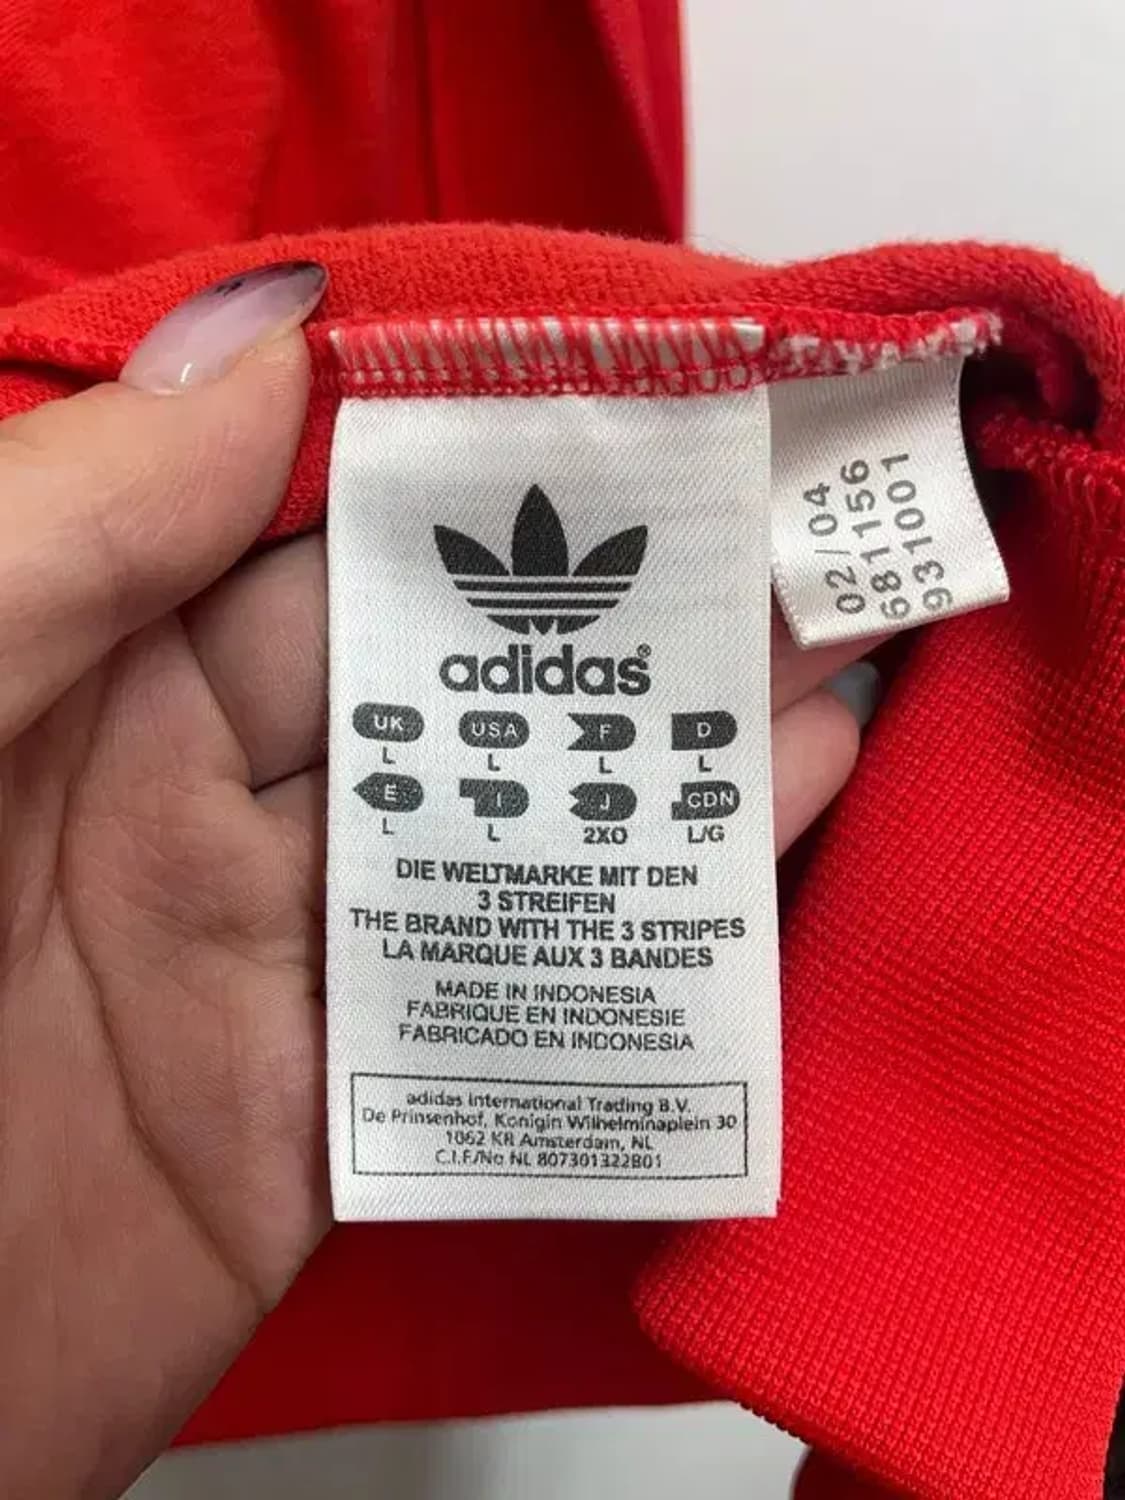 adidas®
UK USA F D
L L L L
E I J CDN
L L 2XO L/G
DIE WELTMARKE MIT DEN
3 STREIFEN
THE BRAND WITH THE 3 STRIPES
LA MARQUE AUX 3 BANDES
MADE IN INDONESIA
FABRIQUE EN INDONESIE
FABRICADO EN INDONESIA
adidas International Trading B.V.
De Prinsenhof, Konigin Wilhelminaplein 30
1062 KR Amsterdam, NL
C.I.F./No NL 807301322B01
02/04
681156
931001